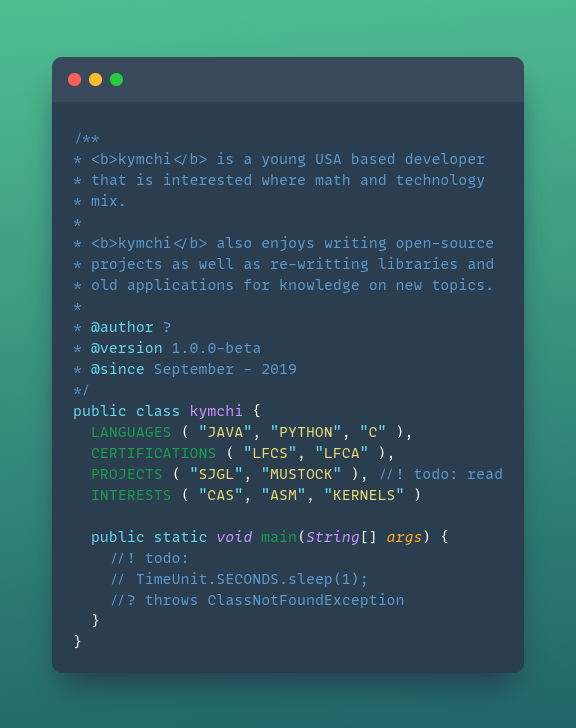 /**
* <b>kymchi</b> is a young USA based developer
* that is interested where math and technology
* mix.
*
* <b>kymchi</b> also enjoys writing open-source
* projects as well as re-writting libraries and
* old applications for knowledge on new topics.
*
* @author ?
* @version 1.0.0-beta
* @since September - 2019
*/
public class kymchi {
  LANGUAGES ( "JAVA", "PYTHON", "C" ),
  CERTIFICATIONS ( "LFCS", "LFCA" ),
  PROJECTS ( "SJGL", "MUSTOCK" ), //! todo: read
  INTERESTS ( "CAS", "ASM", "KERNELS" )

  public static void main(String[] args) {
    //! todo:
    // TimeUnit.SECONDS.sleep(1);
    //? throws ClassNotFoundException
  }
}